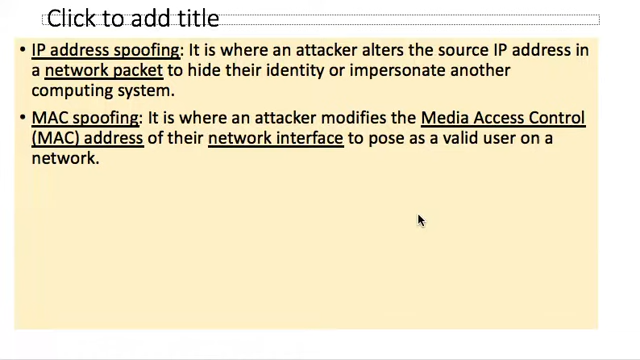 Click to add title
• IP address spoofing: It is where an attacker alters the source IP address in
a network packet to hide their identity or impersonate another
computing system.
• MAC spoofing: It is where an attacker modifies the Media Access Control
(MAC) address of their network interface to pose as a valid user on a
network.